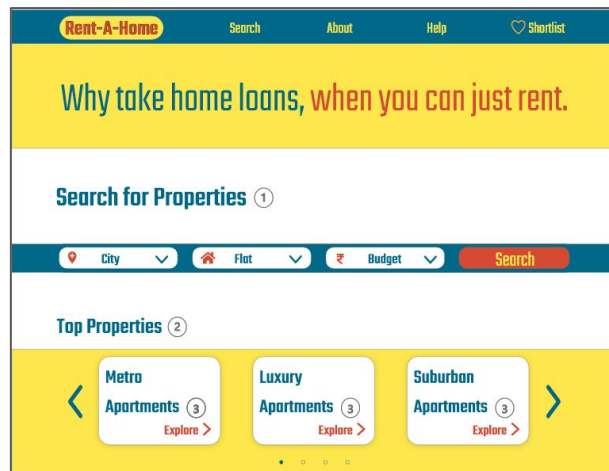 Rent-A-Home Search About Help Shortlist
Why take home loans, when you can just rent.
Search for Properties 1
City Flat ₹ Budget Search
Top Properties 2
Metro Luxury Suburban
Apartments 3 Apartments 3 Apartments 3
Explore > Explore > Explore >